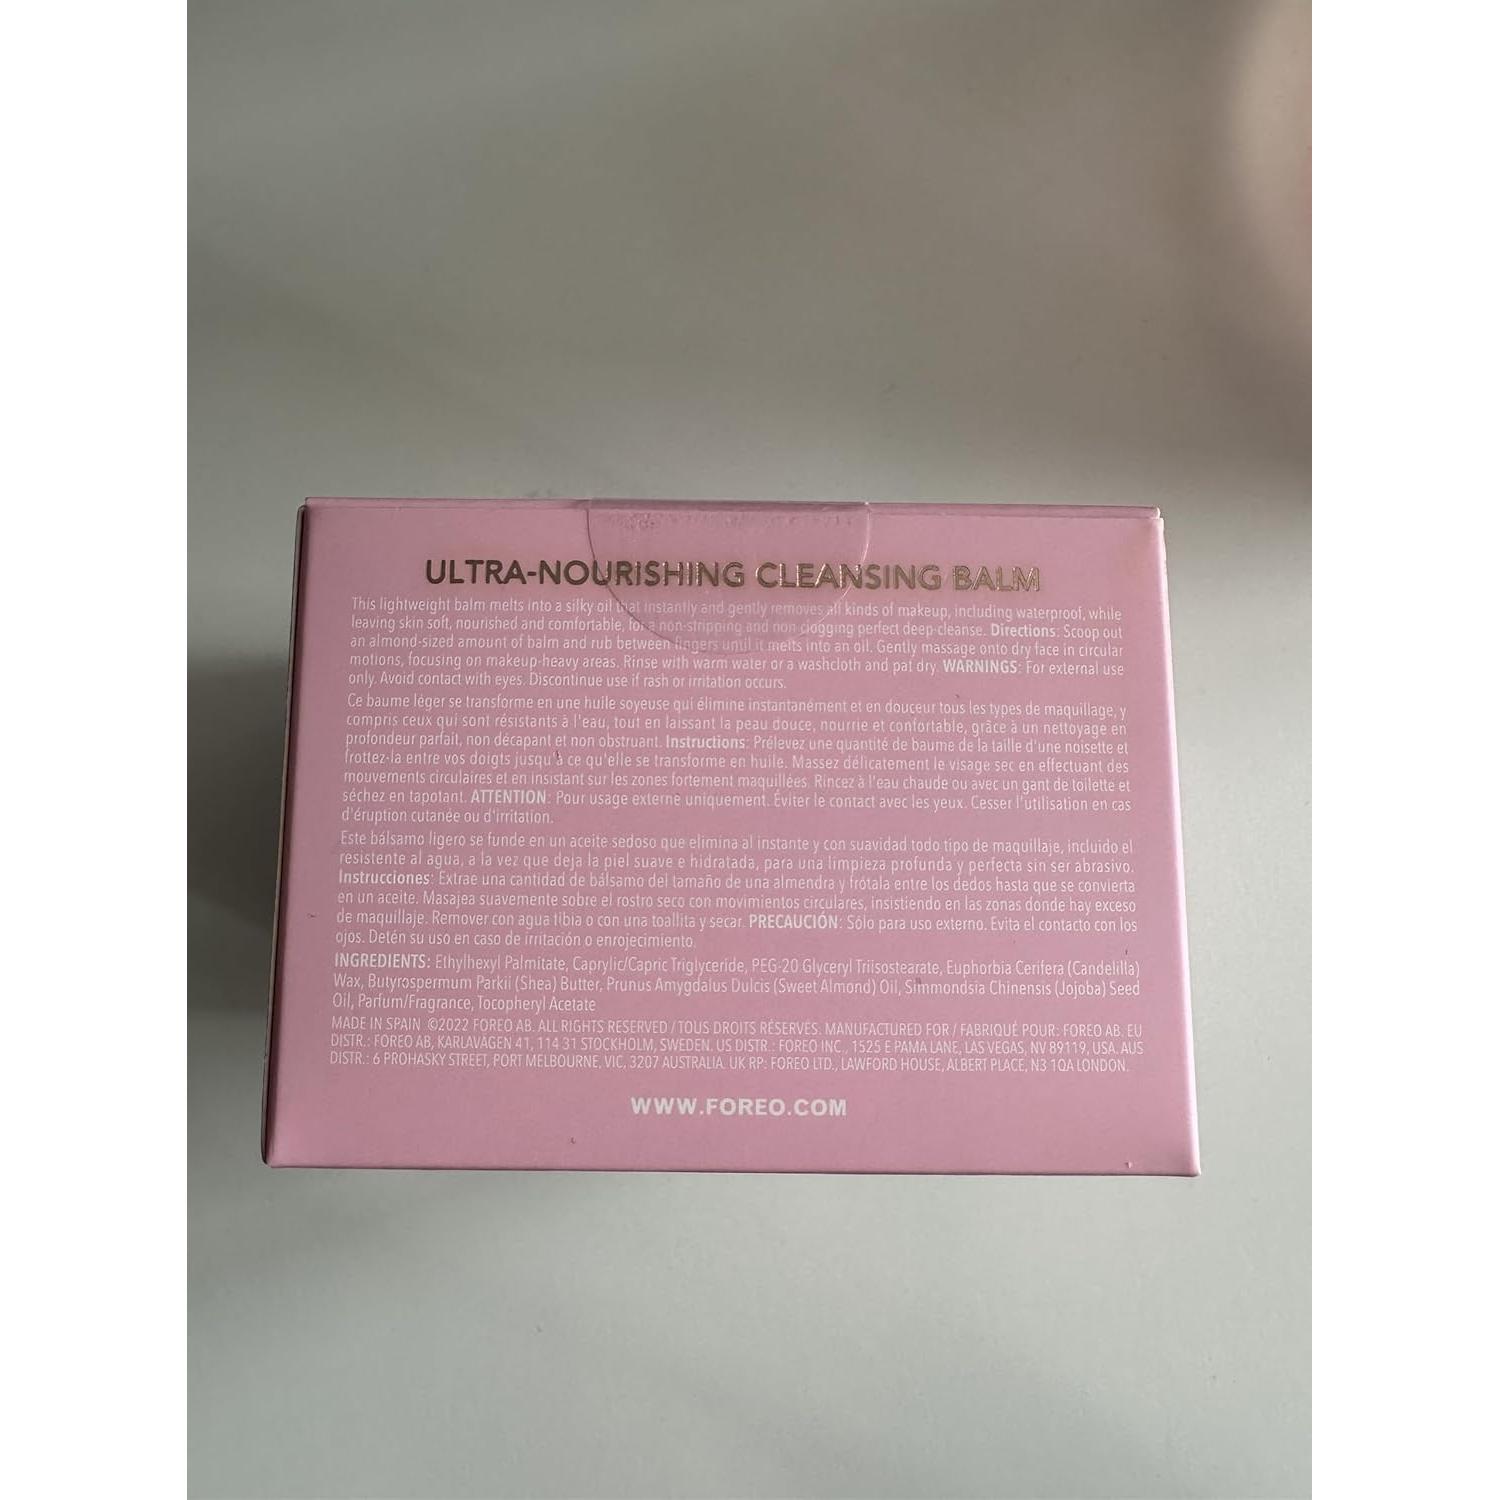 ULTRA-NOURISHING CLEANSING BALM
This lightweight balm melts into a silky oil that instantly and gently removes all kinds of makeup, including waterproof, while
leaving skin soft, nourished and comfortable, for a non-stripping and non-clogging perfect deep-cleanse. Directions: Scoop out
an almond-sized amount of balm and rub between fingers until it melts into an oil. Gently massage onto dry face in circular
motions, focusing on makeup-heavy areas. Rinse with warm water or a washcloth and pat dry. WARNINGS: For external use
only. Avoid contact with eyes. Discontinue use if rash or irritation occurs.
Ce baume léger se transforme en une huile soyeuse qui élimine instantanément et en douceur tous les types de maquillage, y
compris ceux qui sont résistants à l'eau, tout en laissant la peau douce, nourrie et confortable, grâce à un nettoyage en
profondeur parfait, non décapant et non obstruant. Instructions: Prélevez une quantité de baume de la taille d'une noisette et
frottez-la entre vos doigts jusqu'à ce qu'elle se transforme en huile. Massez délicatement le visage sec en effectuant des
mouvements circulaires et en insistant sur les zones fortement maquillées. Rincez à l'eau chaude ou avec un gant de toilette et
séchez en tapotant. ATTENTION: Pour usage externe uniquement. Éviter le contact avec les yeux. Cesser l'utilisation en cas
d'éruption cutanée ou d'irritation.
Este bálsamo ligero se funde en un aceite sedoso que elimina al instante y con suavidad todo tipo de maquillaje, incluido el
resistente al agua, a la vez que deja la piel suave e hidratada, para una limpieza profunda y perfecta sin ser abrasivo.
Instrucciones: Extrae una cantidad de bálsamo del tamaño de una almendra y frótala entre los dedos hasta que se convierta
en un aceite. Masajea suavemente sobre el rostro seco con movimientos circulares, insistiendo en las zonas donde hay exceso
de maquillaje. Remover con agua tibia o con una toallita y secar. PRECAUCIÓN: Sólo para uso externo. Evita el contacto con los
ojos. Detén su uso en caso de irritación o enrojecimiento.
INGREDIENTS: Ethylhexyl Palmitate, Caprylic/Capric Triglyceride, PEG-20 Glyceryl Triisostearate, Euphorbia Cerifera (Candelilla)
Wax, Butyrospermum Parkii (Shea) Butter, Prunus Amygdalus Dulcis (Sweet Almond) Oil, Simmondsia Chinensis (Jojoba) Seed
Oil, Parfum/Fragrance, Tocopheryl Acetate
MADE IN SPAIN ©2022 FOREO AB. ALL RIGHTS RESERVED / TOUS DROITS RÉSERVÉS. MANUFACTURED FOR / FABRIQUÉ POUR: FOREO AB. EU
DISTR.: FOREO AB, KARLAVÄGEN 41, 114 31 STOCKHOLM, SWEDEN. US DISTR.: FOREO INC., 1525 E PAMA LANE, LAS VEGAS, NV 89119, USA. AUS
DISTR.: 6 PROHASKY STREET, PORT MELBOURNE, VIC, 3207 AUSTRALIA. UK RP: FOREO LTD., LAWFORD HOUSE, ALBERT PLACE, N3 1QA LONDON.
WWW.FOREO.COM